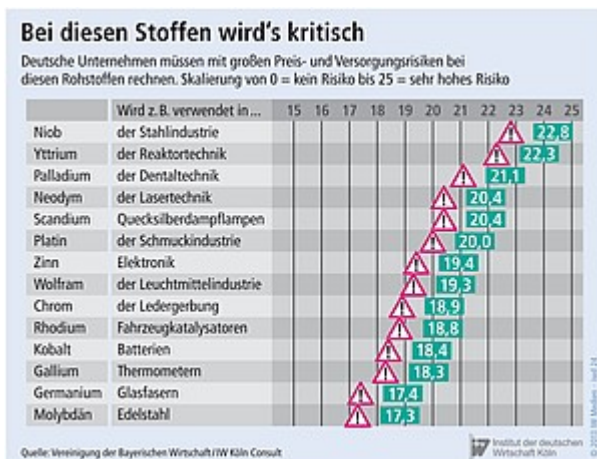 Bei diesen Stoffen wird's kritisch
Deutsche Unternehmen müssen mit großen Preis- und Versorgungsrisiken bei
diesen Rohstoffen rechnen. Skalierung von 0 = kein Risiko bis 25 = sehr hohes Risiko
Wird z. B. verwendet in ... 15 16 17 18 19 20 21 22 23 24 25
Niob der Stahlindustrie 22,8
Yttrium der Reaktortechnik 22,3
Palladium der Dentaltechnik 21,1
Neodym der Lasertechnik 20,4
Scandium Quecksilberdampflampen 20,4
Platin der Schmuckindustrie 20,0
Zinn Elektronik 19,4
Wolfram der Leuchtmittelindustrie 19,3
Chrom der Ledergerbung 18,9
Rhodium Fahrzeugkatalysatoren 18,8
Kobalt Batterien 18,4
Gallium Thermometern 18,3
Germanium Glasfasern 17,4
Molybdän Edelstahl 17,3
Quelle: Vereinigung der Bayerischen Wirtschaft/IW Köln Consult
Institut der deutschen
Wirtschaft Köln
IW Medien · iwd 24